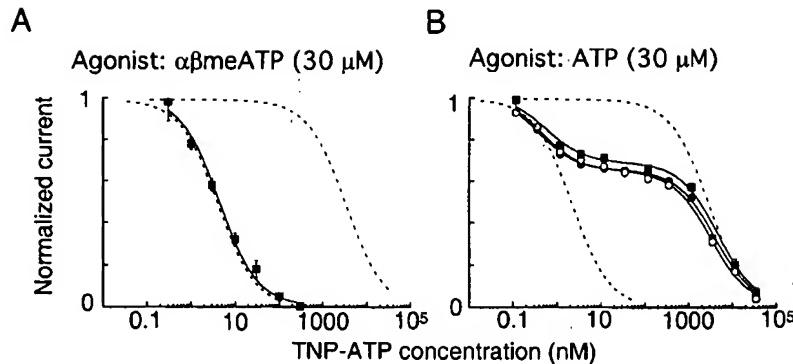 A
B
Agonist: αβmeATP (30 μM)
Agonist: ATP (30 μM)
Normalized current
1
0
0.1 10 1000 10⁵
1
0
0.1 10 1000 10⁵
TNP-ATP concentration (nM)